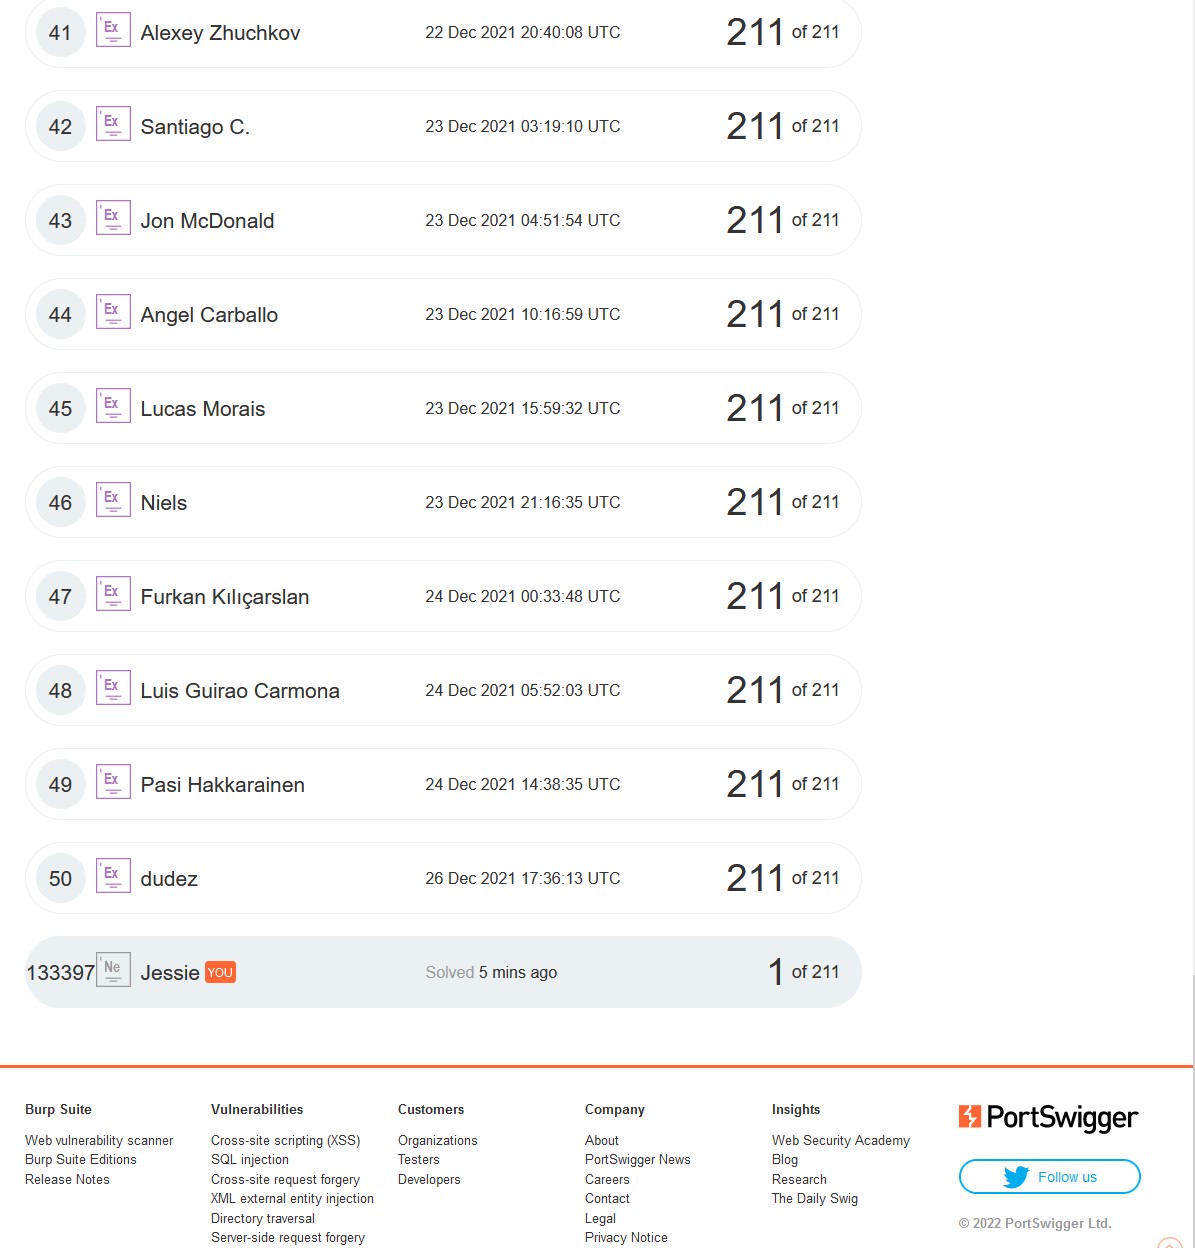 41 Ex Alexey Zhuchkov 22 Dec 2021 20:40:08 UTC 211 of 211
42 Ex Santiago C. 23 Dec 2021 03:19:10 UTC 211 of 211
43 Ex Jon McDonald 23 Dec 2021 04:51:54 UTC 211 of 211
44 Ex Angel Carballo 23 Dec 2021 10:16:59 UTC 211 of 211
45 Ex Lucas Morais 23 Dec 2021 15:59:32 UTC 211 of 211
46 Ex Niels 23 Dec 2021 21:16:35 UTC 211 of 211
47 Ex Furkan Kılıçarslan 24 Dec 2021 00:33:48 UTC 211 of 211
48 Ex Luis Guirao Carmona 24 Dec 2021 05:52:03 UTC 211 of 211
49 Ex Pasi Hakkarainen 24 Dec 2021 14:38:35 UTC 211 of 211
50 Ex dudez 26 Dec 2021 17:36:13 UTC 211 of 211
133397 Ne Jessie YOU Solved 5 mins ago 1 of 211
Burp Suite
Web vulnerability scanner
Burp Suite Editions
Release Notes
Vulnerabilities
Cross-site scripting (XSS)
SQL injection
Cross-site request forgery
XML external entity injection
Directory traversal
Server-side request forgery
Customers
Organizations
Testers
Developers
Company
About
PortSwigger News
Careers
Contact
Legal
Privacy Notice
Insights
Web Security Academy
Blog
Research
The Daily Swig
PortSwigger
Follow us
© 2022 PortSwigger Ltd.